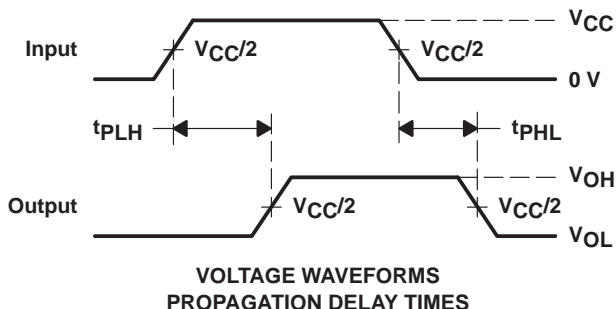 VCC
Input VCC/2 VCC/2
0 V
tPLH tPHL
VOH
Output VCC/2 VCC/2
VOL
VOLTAGE WAVEFORMS
PROPAGATION DELAY TIMES